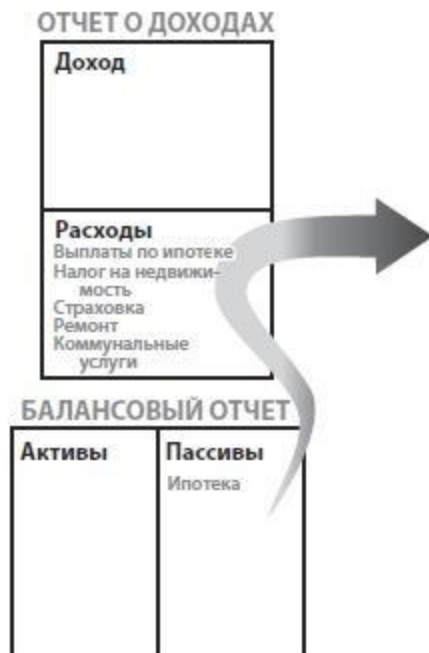 ОТЧЕТ О ДОХОДАХ
Доход
Расходы
Выплаты по ипотеке
Налог на недвижи-
мость
Страховка
Ремонт
Коммунальные
услуги
БАЛАНСОВЫЙ ОТЧЕТ
Активы
Пассивы
Ипотека